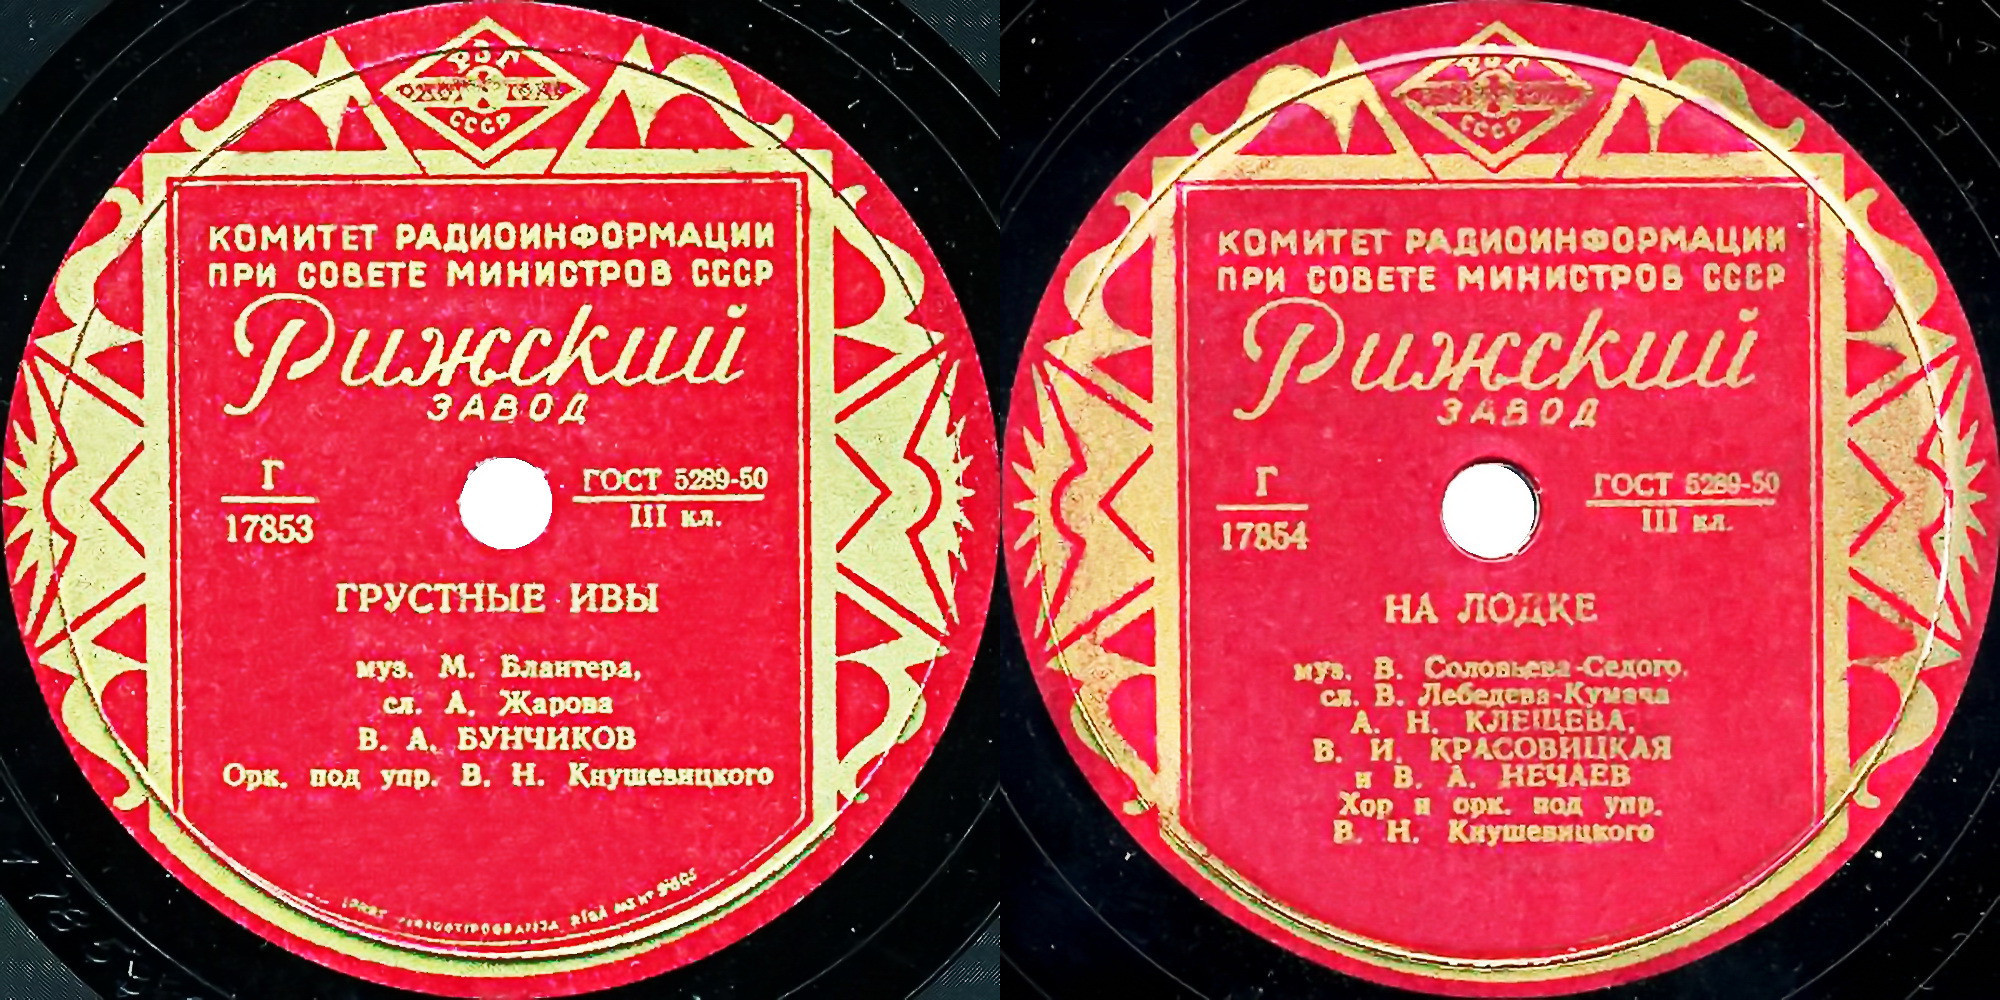 РЗГ
СССР
КОМИТЕТ РАДИОИНФОРМАЦИИ
ПРИ СОВЕТЕ МИНИСТРОВ СССР
Рижский
ЗАВОД
Г
17853
ГОСТ 5289-50
III кл.
ГРУСТНЫЕ ИВЫ
муз. М. Блантера,
сл. А. Жарова
В. А. БУНЧИКОВ
Орк. под упр. В. Н. Кнушевицкого
RĪGĀ
СССР
КОМИТЕТ РАДИОИНФОРМАЦИИ
ПРИ СОВЕТЕ МИНИСТРОВ СССР
Рижский
ЗАВОД
Г
17854
ГОСТ 5289-50
III кл.
НА ЛОДКЕ
муз. В. Соловьева-Седого,
сл. В. Лебедева-Кумача
А. Н. КЛЕЩЕВА,
В. И. КРАСОВИЦКАЯ
и В. А. НЕЧАЕВ
Хор и орк. под упр.
В. Н. Кнушевицкого